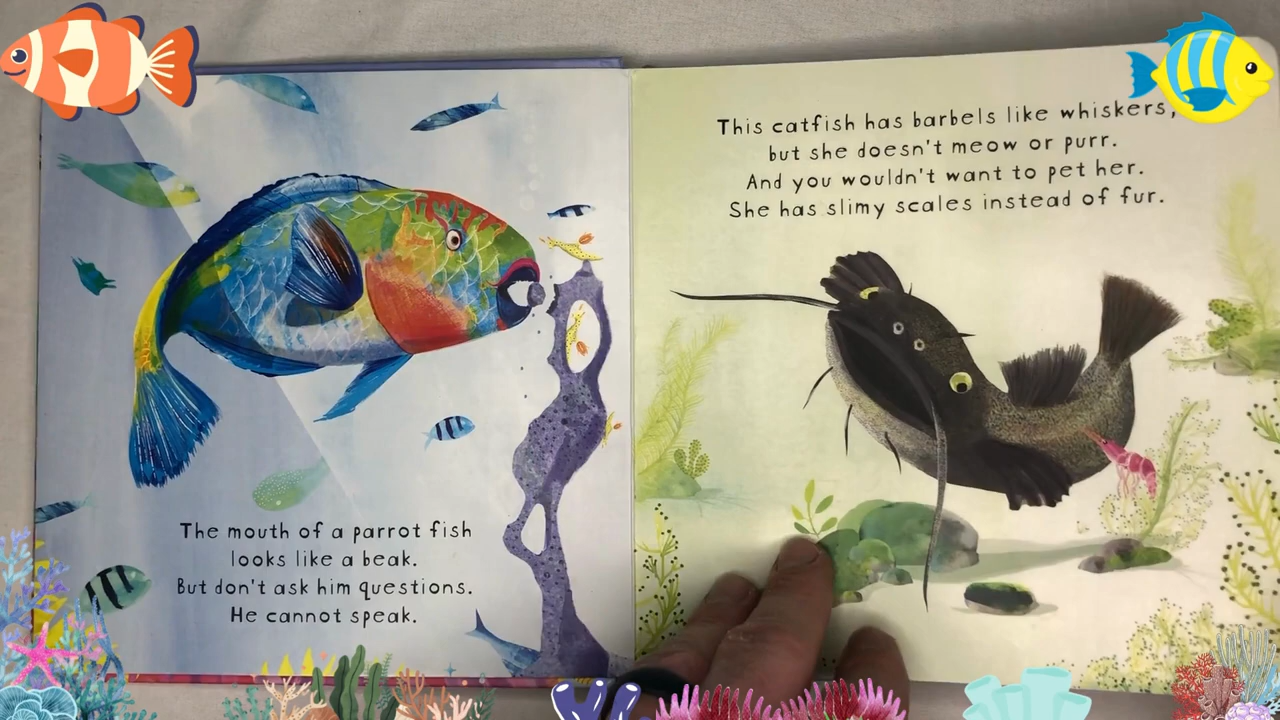 The mouth of a parrot fish
looks like a beak.
But don't ask him questions.
He cannot speak.
This catfish has barbels like whiskers,
but she doesn't meow or purr.
And you wouldn't want to pet her.
She has slimy scales instead of fur.